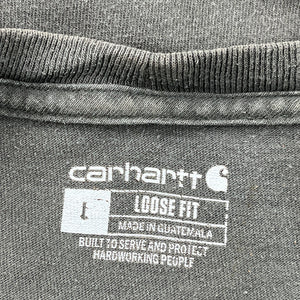 carhartt
L LOOSE FIT
MADE IN GUATEMALA
BUILT TO SERVE AND PROTECT
HARDWORKING PEOPLE